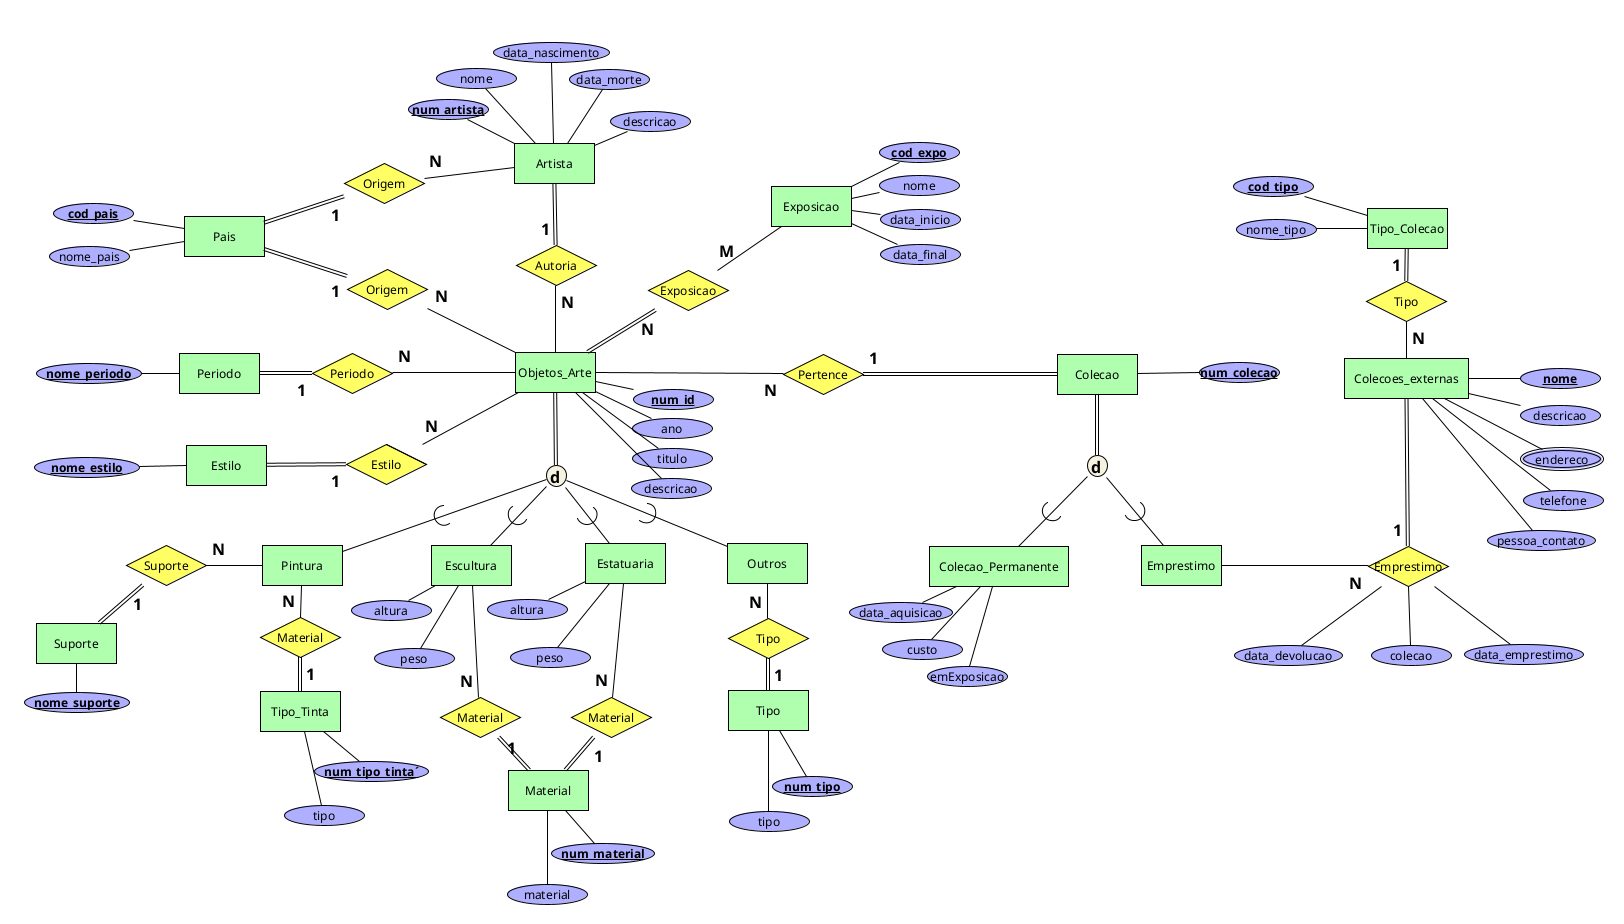 data_nascimento
nome
data_morte
num_artista
descricao
Artista
N
Origem
1
cod_pais
Pais
nome_pais
1
Origem
N
1
Autoria
N
cod_expo
nome
Exposicao
data_inicio
data_final
M
Exposicao
N
cod_tipo
Tipo_Colecao
nome_tipo
1
Tipo
N
nome_periodo
Periodo
1
Periodo
N
Objetos_Arte
N
Pertence
1
Colecao
num_colecao
Colecoes_externas
nome
descricao
endereco
telefone
pessoa_contato
num_id
ano
titulo
descricao
nome_estilo
Estilo
1
Estilo
N
d
d
Suporte
N
Pintura
Escultura
Estatuaria
Outros
Colecao_Permanente
Emprestimo
1
Emprestimo
N
1
Suporte
nome_suporte
N
Material
1
Tipo_Tinta
num_tipo_tinta´
tipo
altura
peso
altura
peso
N
Material
1
N
Material
1
Material
num_material
material
N
Tipo
1
Tipo
num_tipo
tipo
data_aquisicao
custo
emExposicao
data_devolucao
colecao
data_emprestimo